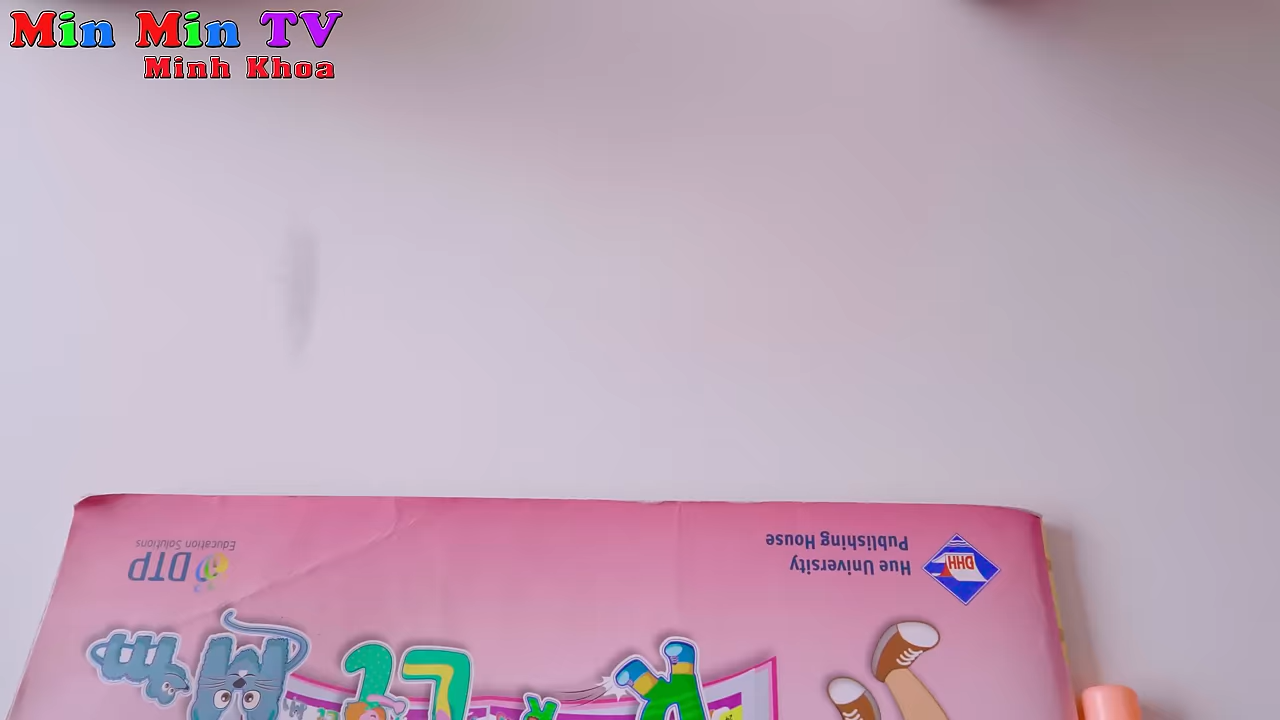 Min Min TV
Minh Khoa
Hue University
Publishing House
DHH
DTP
Education Solutions